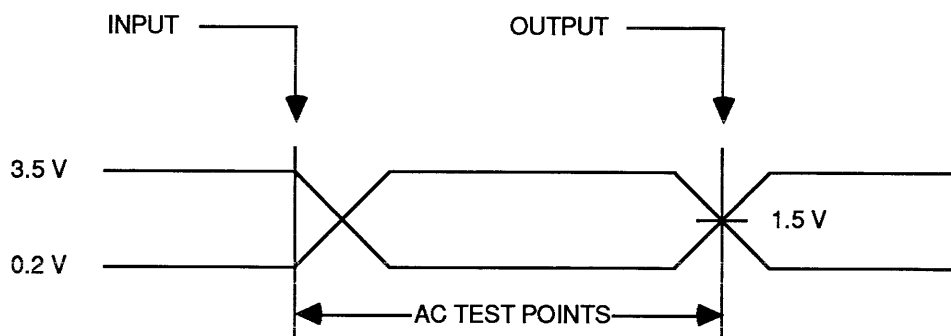 INPUT
OUTPUT
3.5 V
1.5 V
0.2 V
AC TEST POINTS